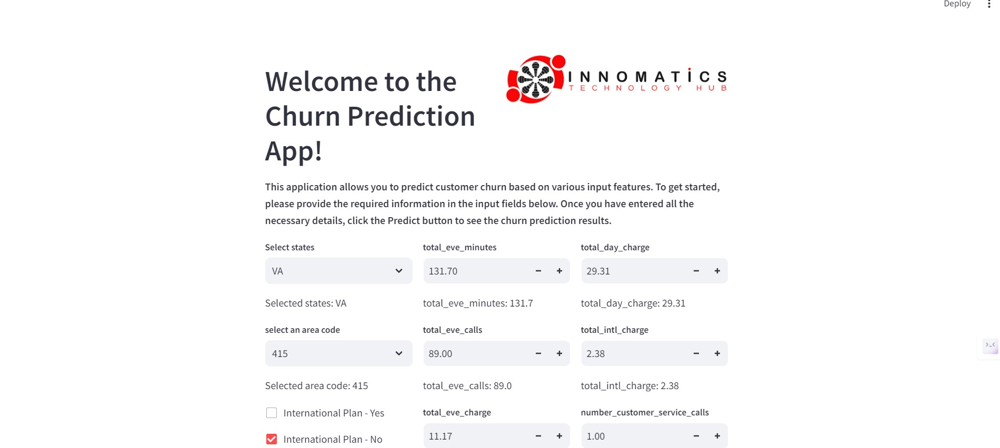 Deploy
Welcome to the
Churn Prediction
App!
INNOMATiCS
TECHNOLOGY HUB
This application allows you to predict customer churn based on various input features. To get started,
please provide the required information in the input fields below. Once you have entered all the
necessary details, click the Predict button to see the churn prediction results.
Select states
VA
Selected states: VA
select an area code
415
Selected area code: 415
International Plan - Yes
International Plan - No
total_eve_minutes
131.70
total_eve_minutes: 131.7
total_eve_calls
89.00
total_eve_calls: 89.0
total_eve_charge
11.17
total_day_charge
29.31
total_day_charge: 29.31
total_intl_charge
2.38
total_intl_charge: 2.38
number_customer_service_calls
1.00